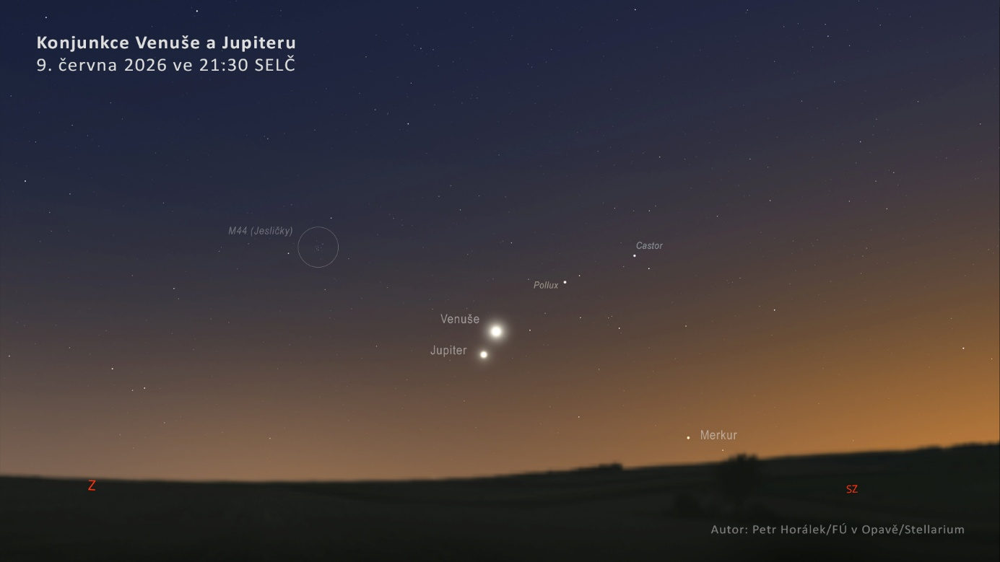 Konjunkce Venuše a Jupiteru
9. června 2026 ve 21:30 SELČ
M44 (Jesličky)
Castor
Pollux
Venuše
Jupiter
Merkur
Z
SZ
Autor: Petr Horálek/FÚ v Opavě/Stellarium